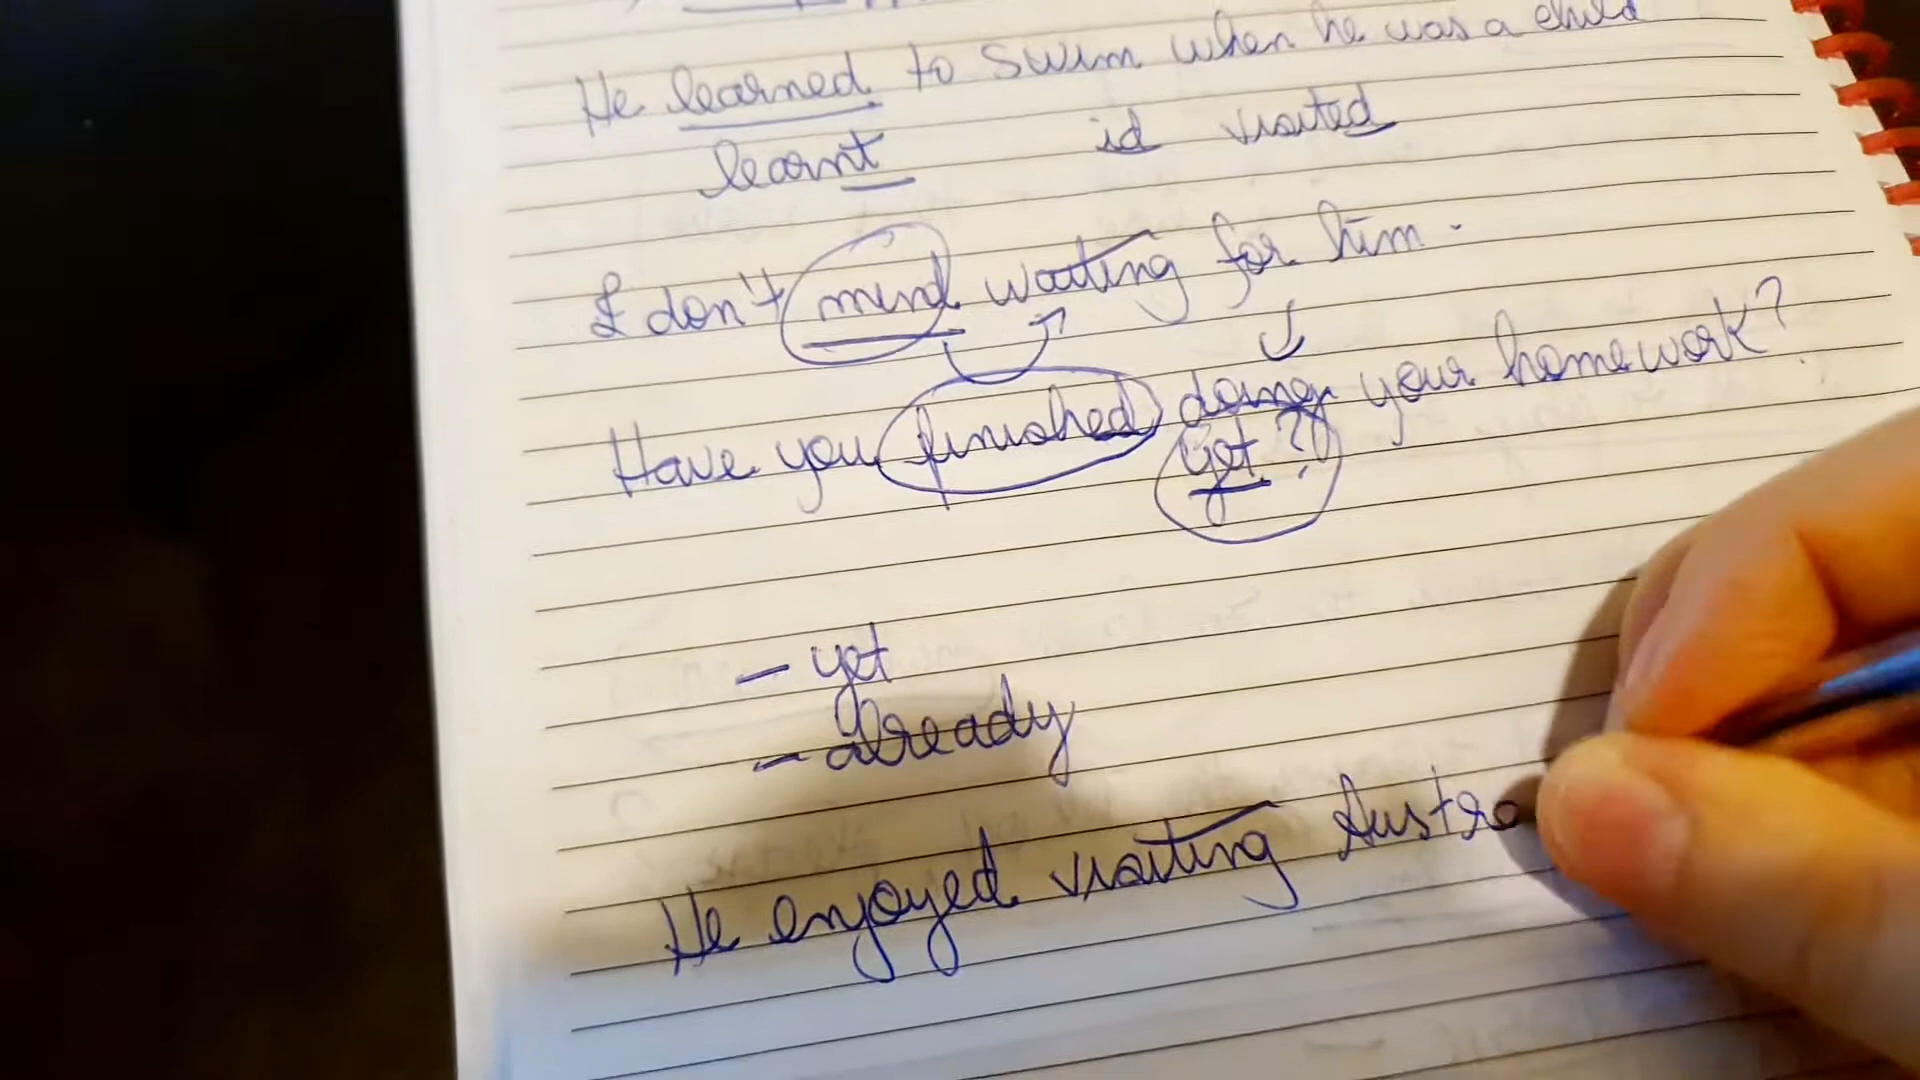 He learned to swim when he was a child
learnt id visited
I don't mind waiting for him.
Have you finished doing your homework?
yet?
- yet
- already
He enjoyed visiting Austra